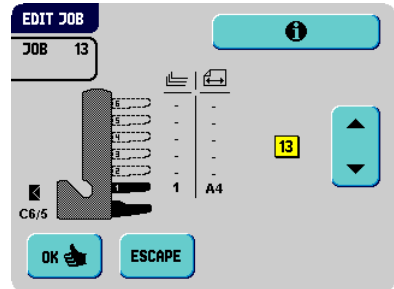 EDIT JOB
JOB 13
6 - -
5 - -
4 - -
3 - -
2 - -
1 1 A4
13
C6/5
OK
ESCAPE